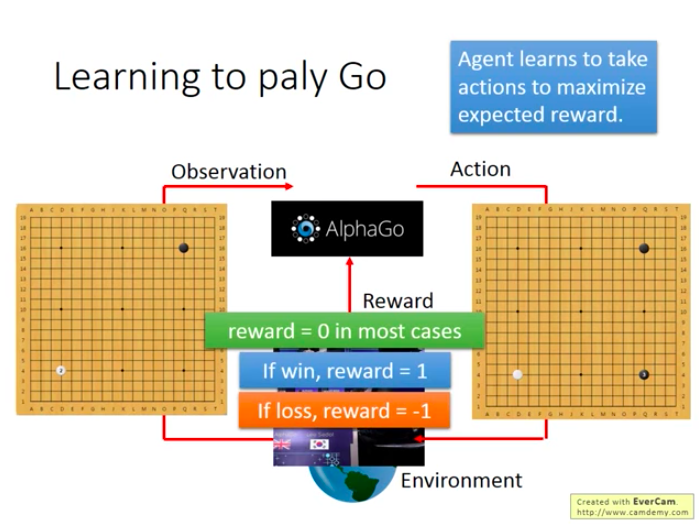 Learning to paly Go
Agent learns to take
actions to maximize
expected reward.
Observation
Action
AlphaGo
Reward
reward = 0 in most cases
If win, reward = 1
If loss, reward = -1
Environment
Created with EverCam.
http://www.camdemy.com